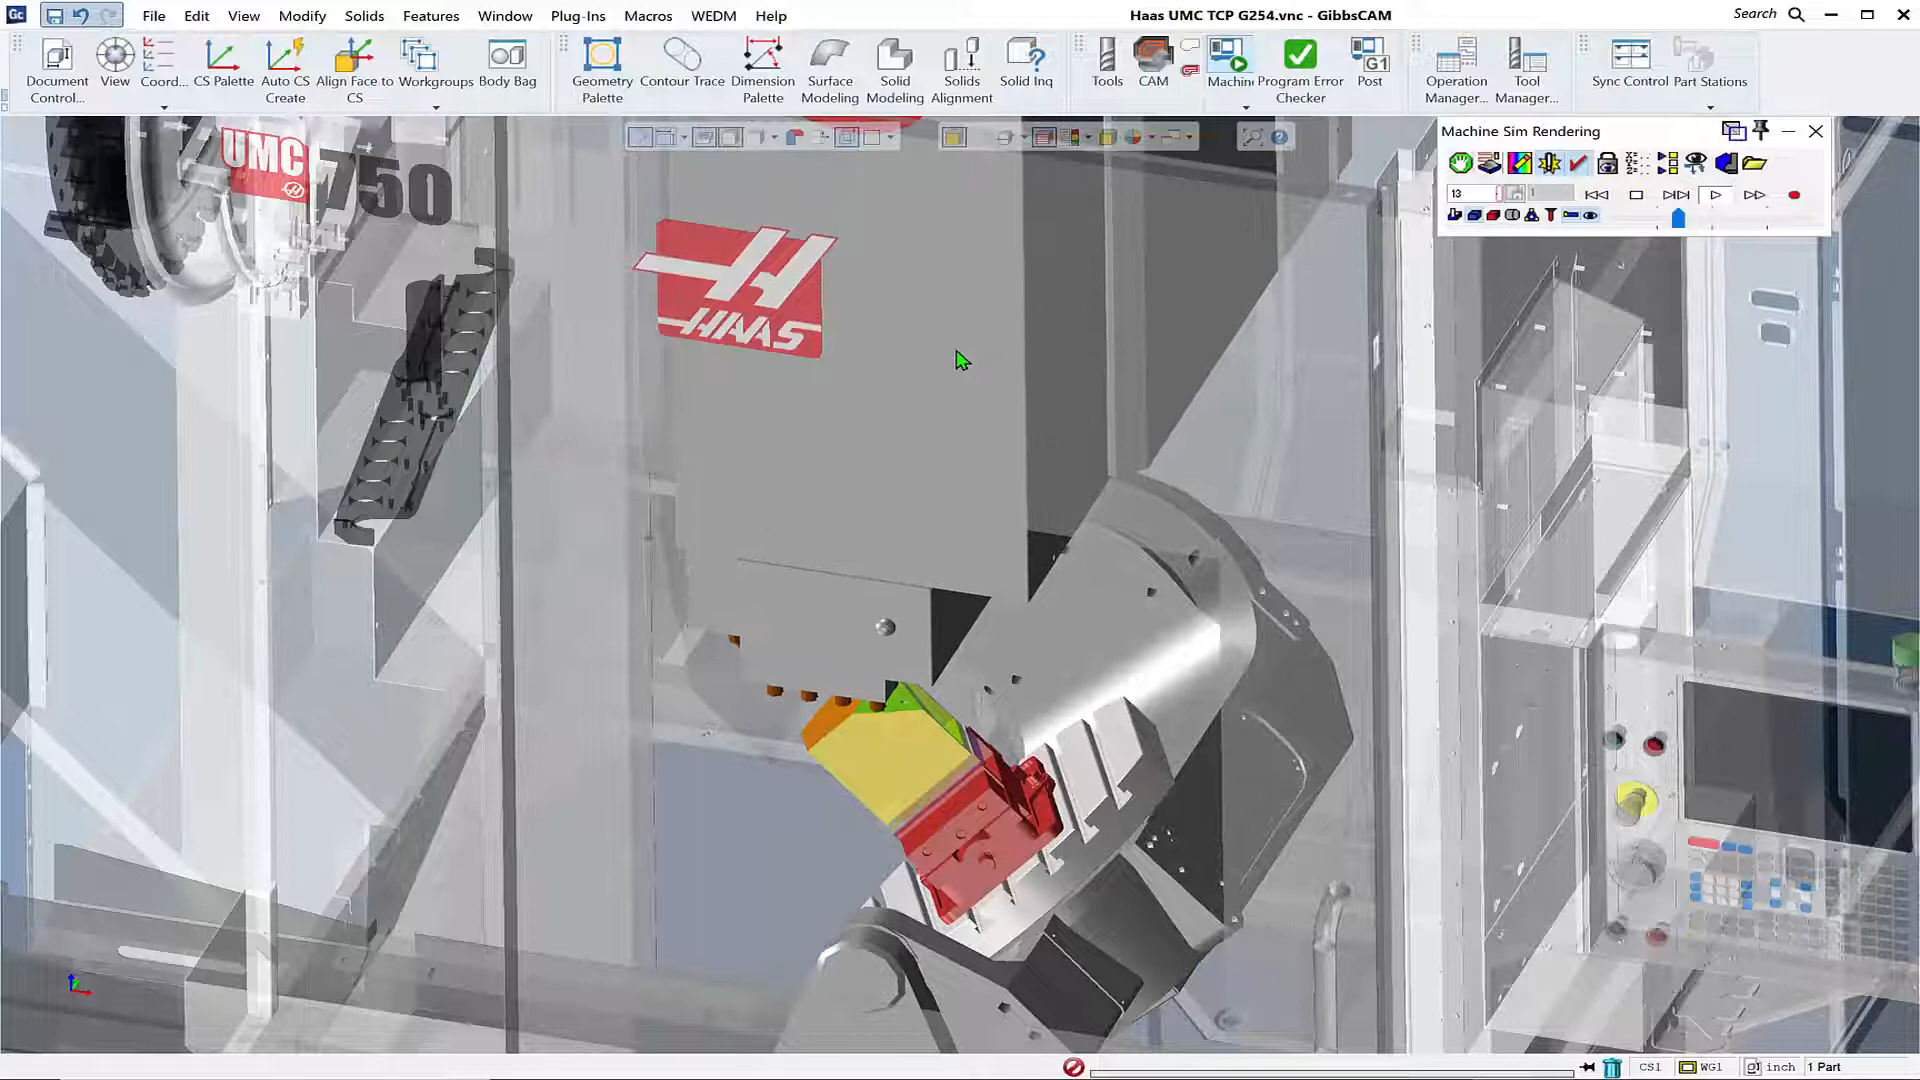 Gc
File Edit View Modify Solids Features Window Plug-Ins Macros WEDM Help
Haas UMC TCP G254.vnc - GibbsCAM
Search
Document Control...
View
Coord...
CS Palette
Auto CS Create
Align Face to CS
Workgroups
Body Bag
Geometry Palette
Contour Trace
Dimension Palette
Surface Modeling
Solid Modeling
Solids Alignment
Solid Inq
Tools
CAM
Machin
Program Error Checker
G1
Post
Operation Manager...
Tool Manager...
Sync Control
Part Stations
Machine Sim Rendering
13
1
UMC
750
HAAS
CS1
WG1
inch
1 Part